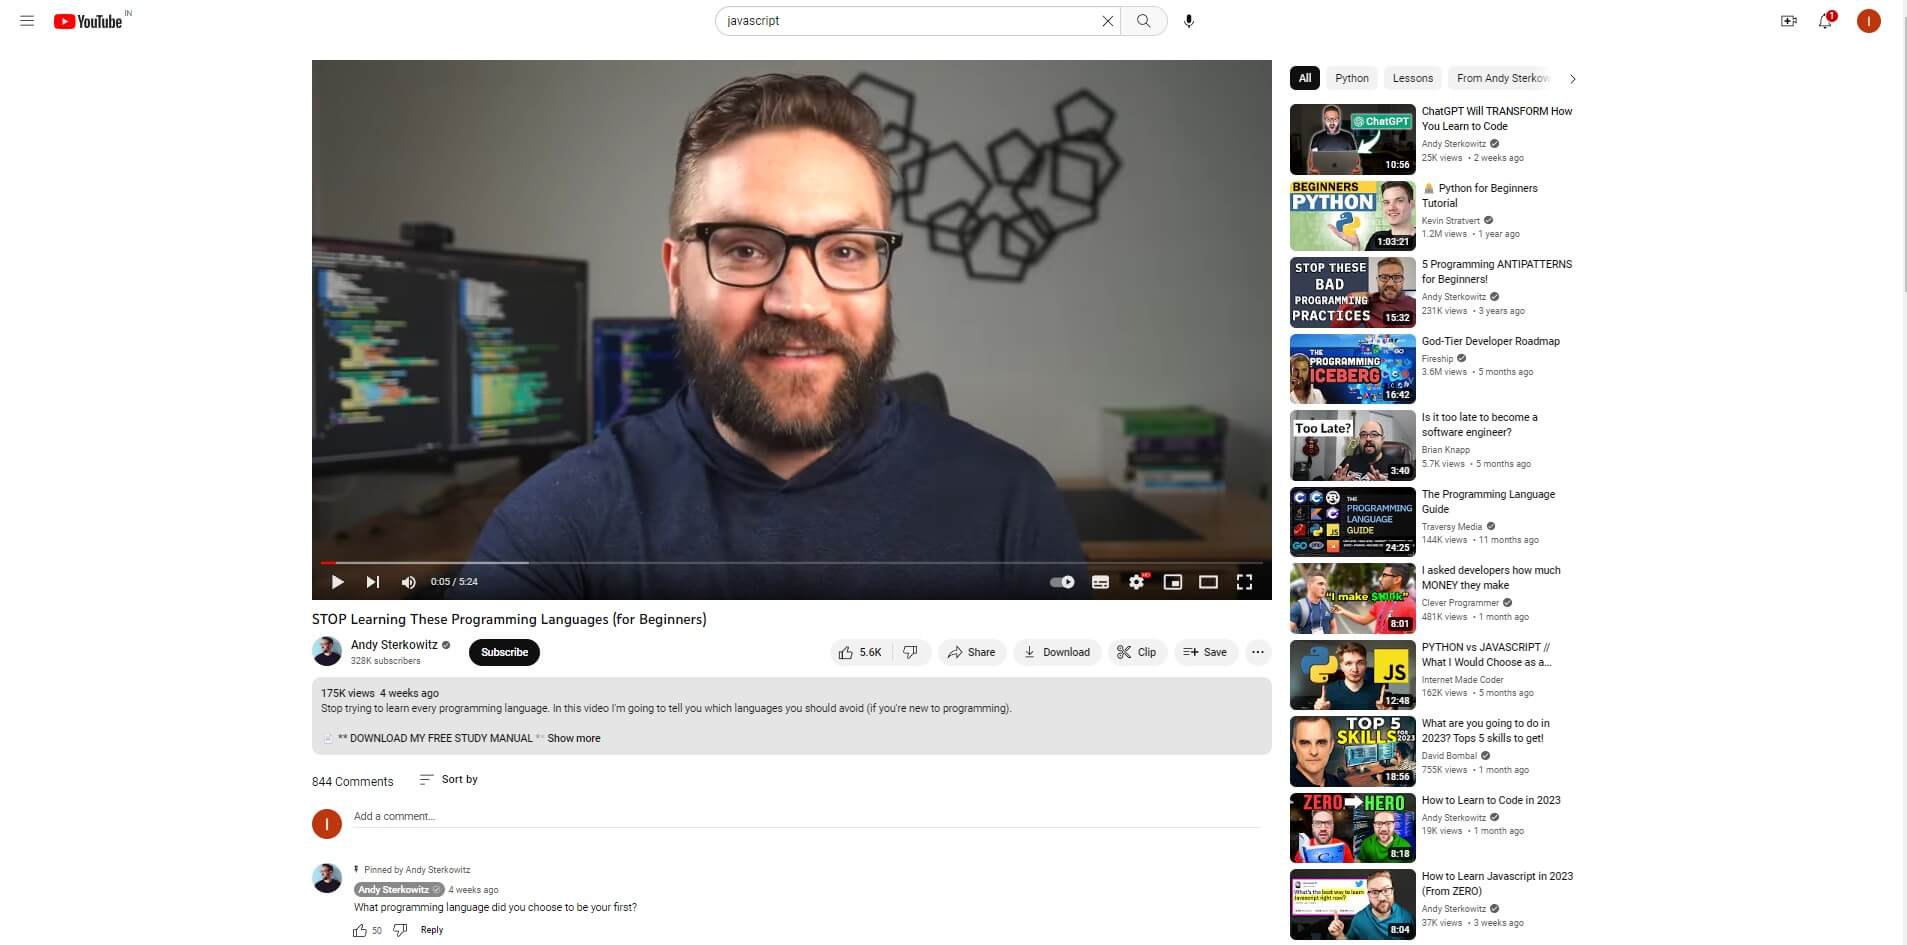 YouTube IN
javascript
1
I
0:05 / 5:24
STOP Learning These Programming Languages (for Beginners)
Andy Sterkowitz
328K subscribers
Subscribe
5.6K
Share
Download
Clip
Save
175K views 4 weeks ago
Stop trying to learn every programming language. In this video I'm going to tell you which languages you should avoid (if you're new to programming).
** DOWNLOAD MY FREE STUDY MANUAL ** Show more
844 Comments
Sort by
I
Add a comment...
Pinned by Andy Sterkowitz
Andy Sterkowitz 4 weeks ago
What programming language did you choose to be your first?
50
Reply
All
Python
Lessons
From Andy Sterkow
ChatGPT
10:56
ChatGPT Will TRANSFORM How
You Learn to Code
Andy Sterkowitz
25K views • 2 weeks ago
BEGINNERS
PYTHON
1:03:21
Python for Beginners
Tutorial
Kevin Stratvert
1.2M views • 1 year ago
STOP THESE
BAD
PROGRAMMING
PRACTICES
15:32
5 Programming ANTIPATTERNS
for Beginners!
Andy Sterkowitz
231K views • 3 years ago
THE
PROGRAMMING
ICEBERG
16:42
God-Tier Developer Roadmap
Fireship
3.6M views • 5 months ago
Too Late?
3:40
Is it too late to become a
software engineer?
Brian Knapp
5.7K views • 5 months ago
THE
PROGRAMMING
LANGUAGE
GUIDE
JS
GO
24:25
The Programming Language
Guide
Traversy Media
144K views • 11 months ago
"I make
8:01
I asked developers how much
MONEY they make
Clever Programmer
481K views • 1 month ago
JS
12:48
PYTHON vs JAVASCRIPT //
What I Would Choose as a...
Internet Made Coder
162K views • 5 months ago
TOP 5
SKILLS FOR 2023
18:56
What are you going to do in
2023? Tops 5 skills to get!
David Bombal
755K views • 1 month ago
ZERO HERO
8:18
How to Learn to Code in 2023
Andy Sterkowitz
19K views • 1 month ago
What's the best way to learn
Javascript right now?
8:04
How to Learn Javascript in 2023
(From ZERO)
Andy Sterkowitz
37K views • 3 weeks ago